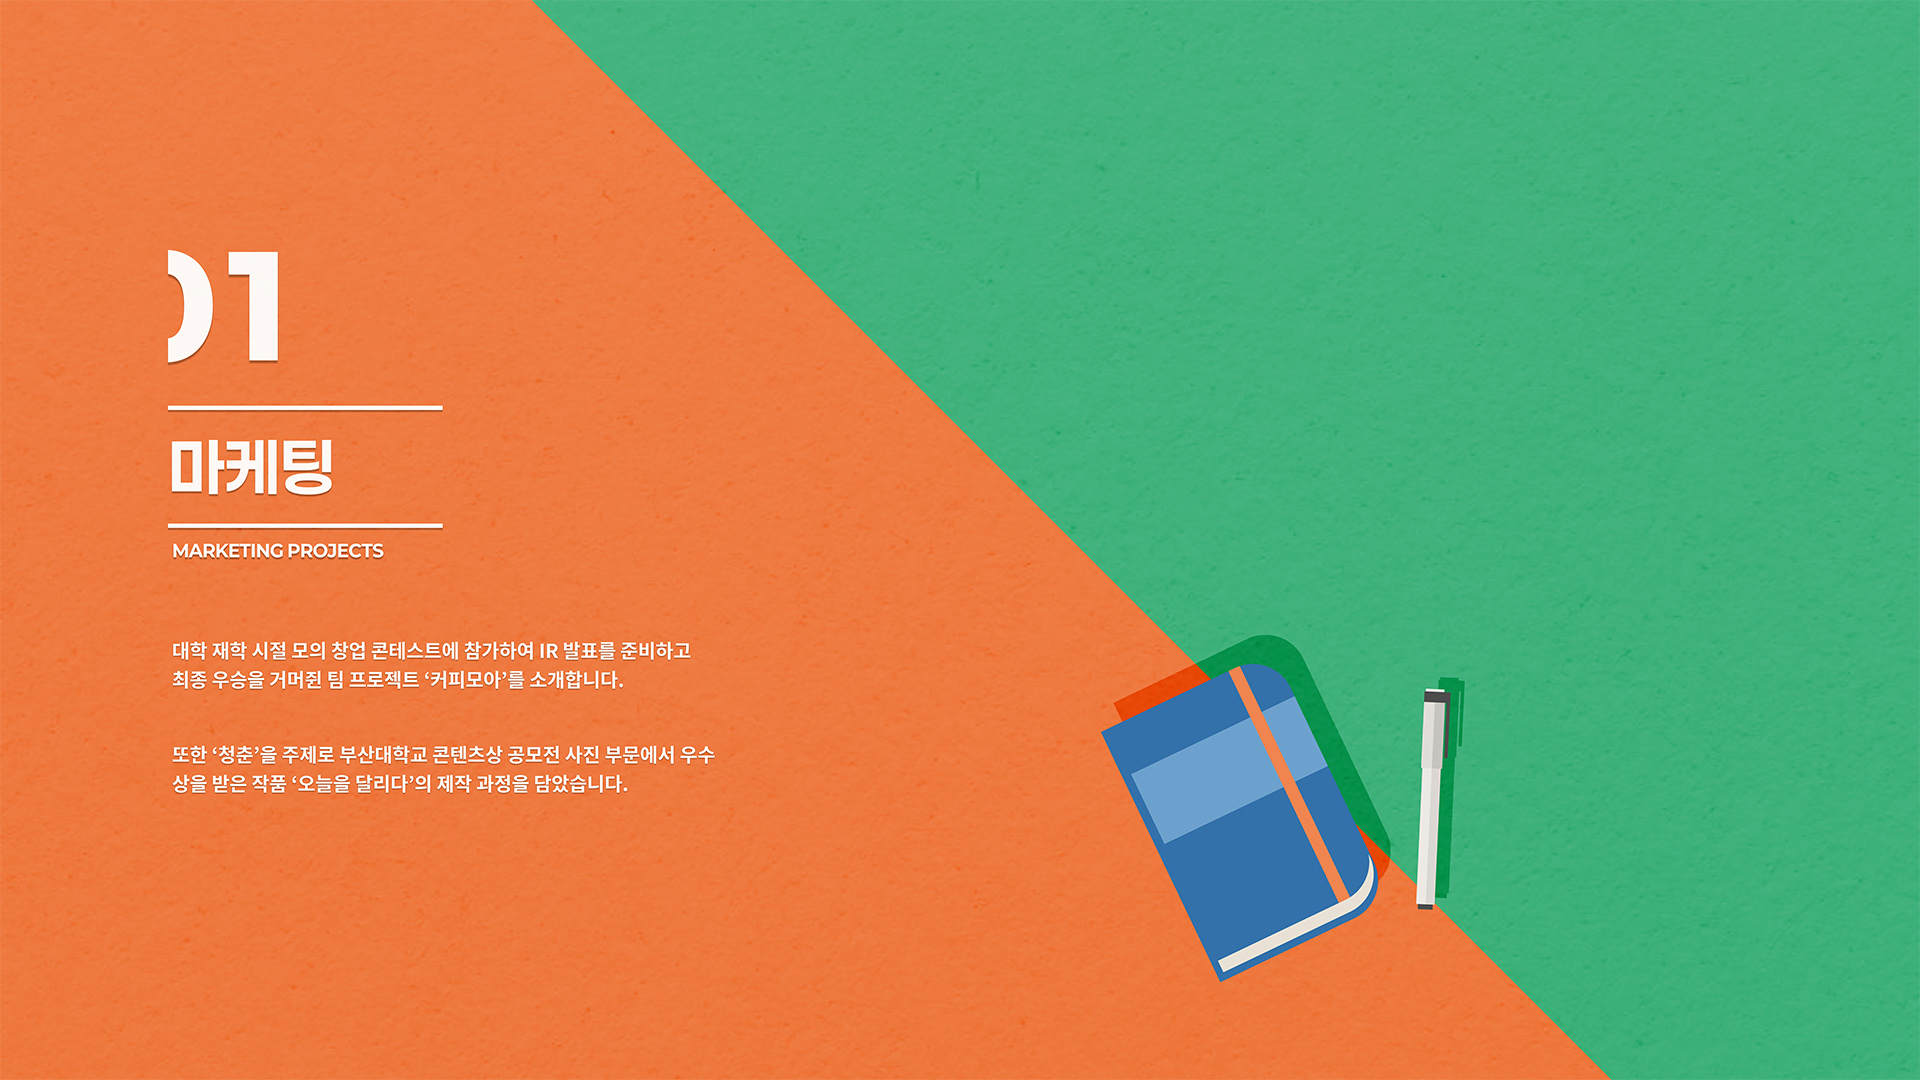 01
마케팅
MARKETING PROJECTS
대학 재학 시절 모의 창업 콘테스트에 참가하여 IR 발표를 준비하고
최종 우승을 거머쥔 팀 프로젝트 ‘커피모아’를 소개합니다.
또한 ‘청춘’을 주제로 부산대학교 콘텐츠상 공모전 사진 부문에서 우수
상을 받은 작품 ‘오늘을 달리다’의 제작 과정을 담았습니다.